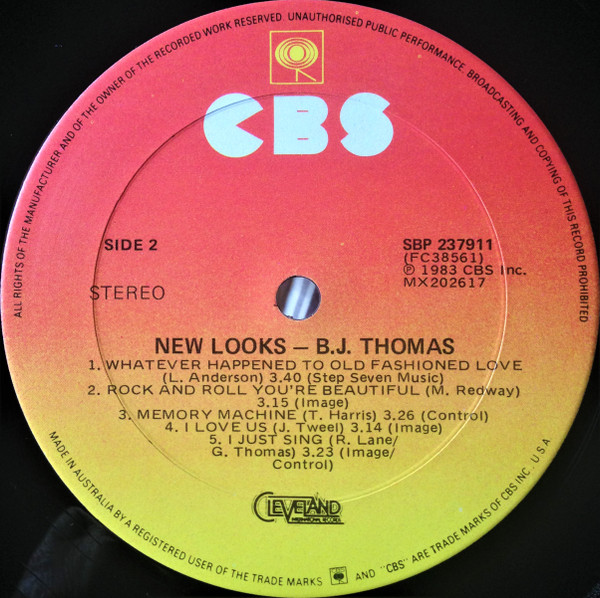 ALL RIGHTS OF THE MANUFACTURER AND OF THE OWNER OF THE RECORDED WORK RESERVED. UNAUTHORISED PUBLIC PERFORMANCE, BROADCASTING AND COPYING OF THIS RECORD PROHIBITED
CBS
SIDE 2
SBP 237911
(FC38561)
℗ 1983 CBS Inc.
MX202617
STEREO
NEW LOOKS — B.J. THOMAS
1. WHATEVER HAPPENED TO OLD FASHIONED LOVE
(L. Anderson) 3.40 (Step Seven Music)
2. ROCK AND ROLL YOU'RE BEAUTIFUL (M. Redway)
3.15 (Image)
3. MEMORY MACHINE (T. Harris) 3.26 (Control)
4. I LOVE US (J. Tweel) 3.14 (Image)
5. I JUST SING (R. Lane/
G. Thomas) 3.23 (Image/
Control)
CLEVELAND
INTERNATIONAL RECORDS
MADE IN AUSTRALIA BY A REGISTERED USER OF THE TRADE MARKS AND "CBS" ARE TRADE MARKS OF CBS INC. U.S.A